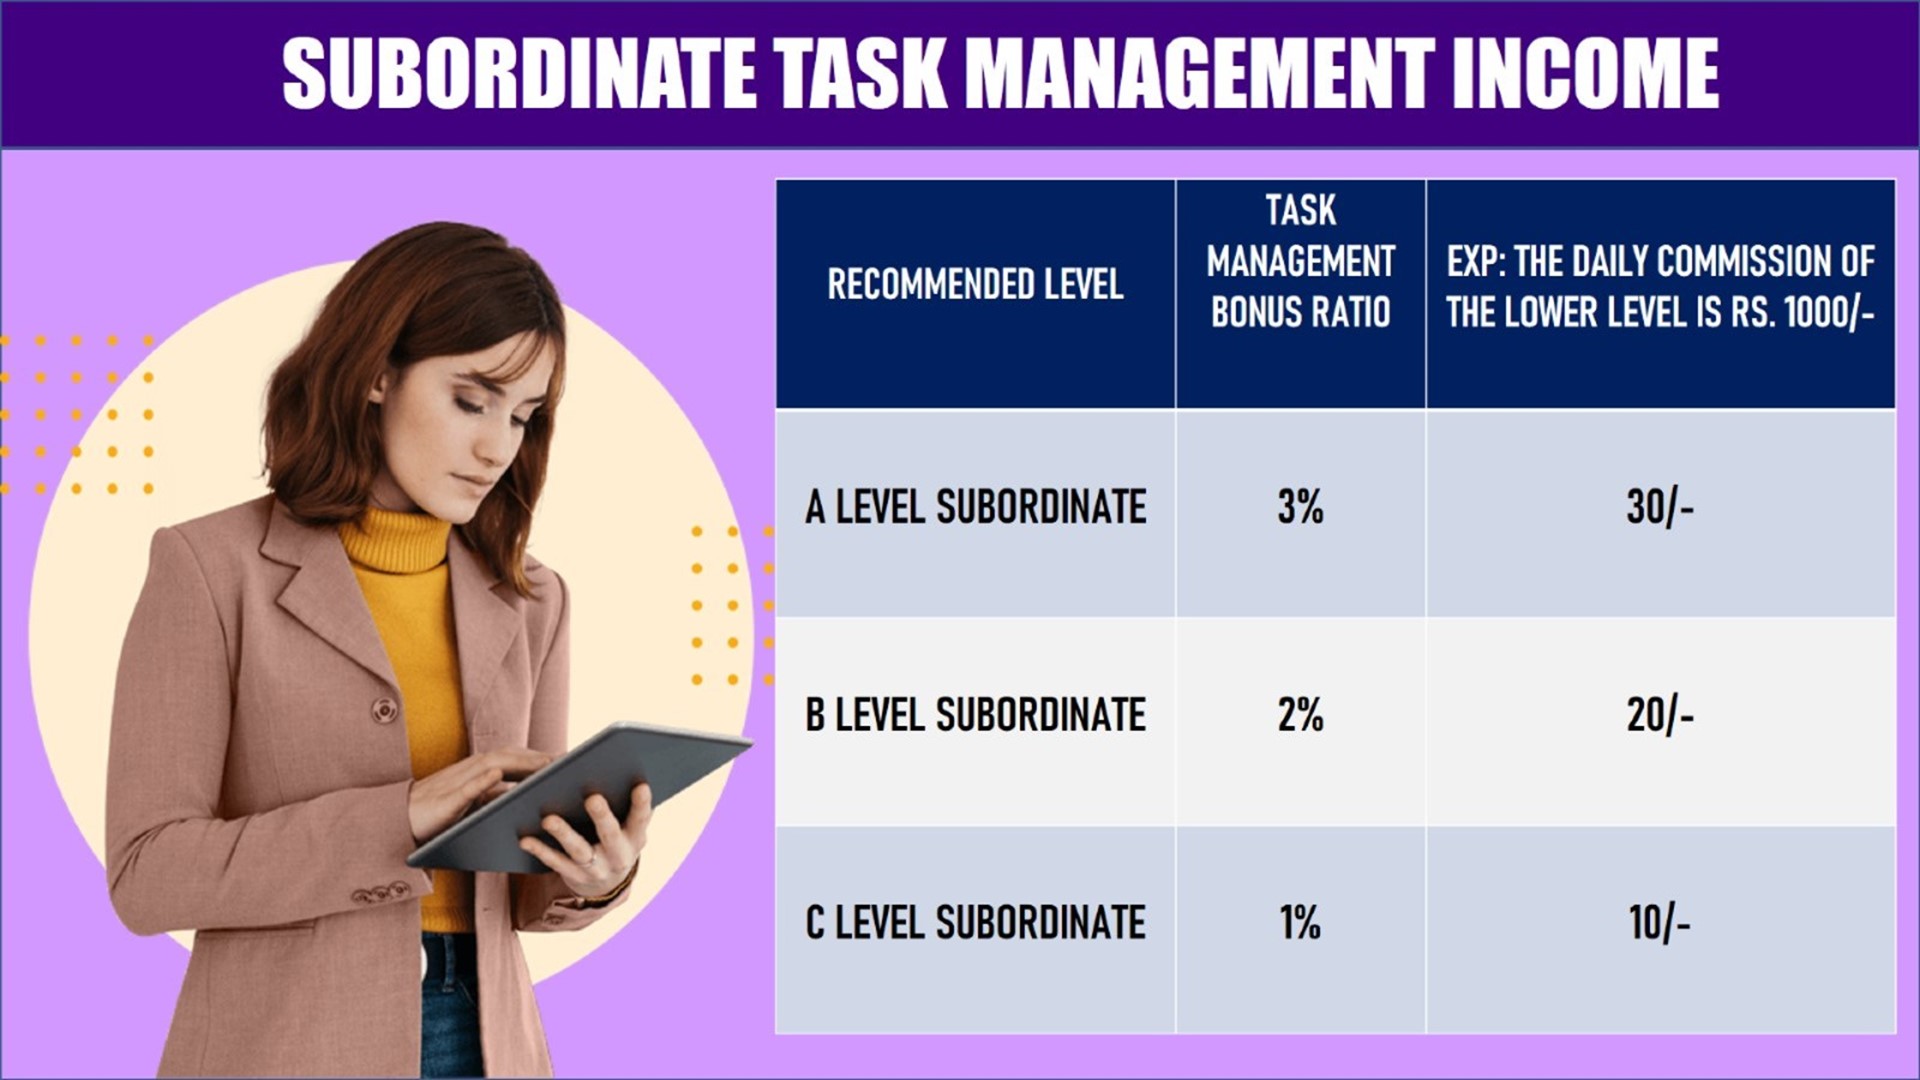 SUBORDINATE TASK MANAGEMENT INCOME
RECOMMENDED LEVEL
TASK
MANAGEMENT
BONUS RATIO
EXP: THE DAILY COMMISSION OF
THE LOWER LEVEL IS RS. 1000/-
A LEVEL SUBORDINATE
3%
30/-
B LEVEL SUBORDINATE
2%
20/-
C LEVEL SUBORDINATE
1%
10/-